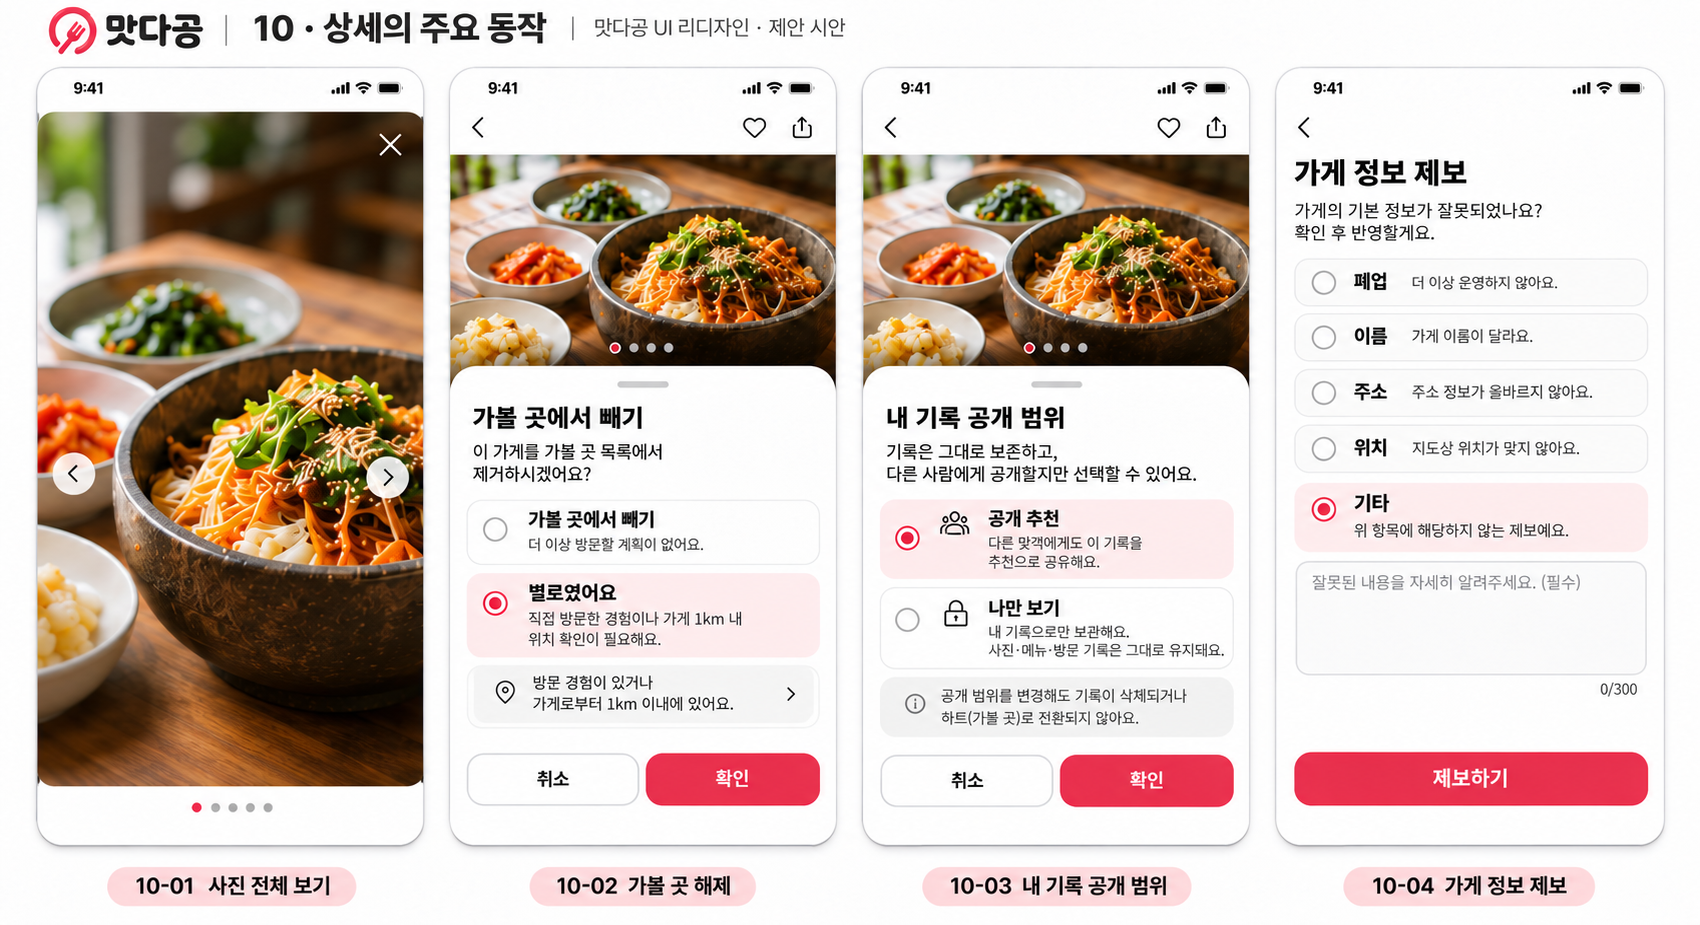 맛다공
10 · 상세의 주요 동작
맛다공 UI 리디자인 · 제안 시안
9:41
10-01 사진 전체 보기
9:41
가볼 곳에서 빼기
이 가게를 가볼 곳 목록에서
제거하시겠어요?
가볼 곳에서 빼기
더 이상 방문할 계획이 없어요.
별로였어요
직접 방문한 경험이나 가게 1km 내
위치 확인이 필요해요.
방문 경험이 있거나
가게로부터 1km 이내에 있어요.
취소
확인
10-02 가볼 곳 해제
9:41
내 기록 공개 범위
기록은 그대로 보존하고,
다른 사람에게 공개할지만 선택할 수 있어요.
공개 추천
다른 맞객에게도 이 기록을
추천으로 공유해요.
나만 보기
내 기록으로만 보관해요.
사진·메뉴·방문 기록은 그대로 유지돼요.
공개 범위를 변경해도 기록이 삭제되거나
하트(가볼 곳)로 전환되지 않아요.
취소
확인
10-03 내 기록 공개 범위
9:41
가게 정보 제보
가게의 기본 정보가 잘못되었나요?
확인 후 반영할게요.
폐업 더 이상 운영하지 않아요.
이름 가게 이롬이 달라요.
주소 주소 정보가 올바르지 않아요.
위치 지도상 위치가 맞지 않아요.
기타
위 항목에 해당하지 않는 제보예요.
잘못된 내용을 자세히 알려주세요. (필수)
0/300
제보하기
10-04 가게 정보 제보